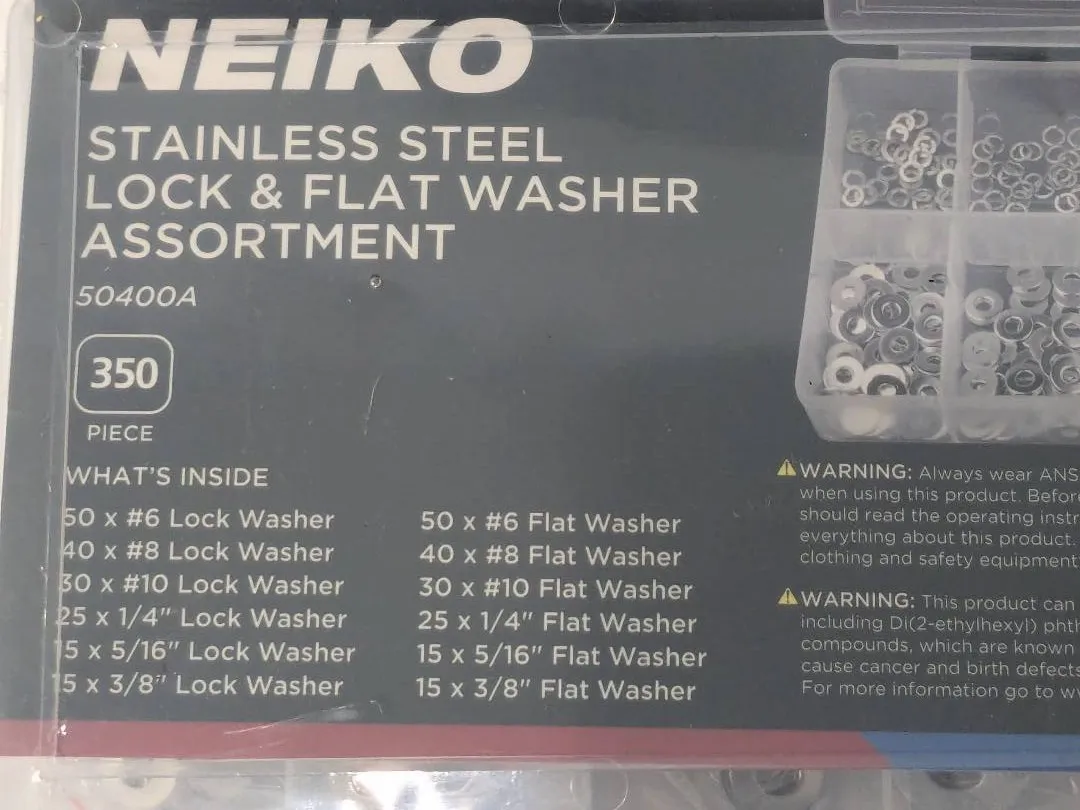 NEIKO
STAINLESS STEEL
LOCK & FLAT WASHER
ASSORTMENT
50400A
350
PIECE
WHAT'S INSIDE
50 x #6 Lock Washer
40 x #8 Lock Washer
30 x #10 Lock Washer
25 x 1/4" Lock Washer
15 x 5/16" Lock Washer
15 x 3/8" Lock Washer
50 x #6 Flat Washer
40 x #8 Flat Washer
30 x #10 Flat Washer
25 x 1/4" Flat Washer
15 x 5/16" Flat Washer
15 x 3/8" Flat Washer
WARNING: Always wear ANS
when using this product. Before
should read the operating instr
everything about this product.
clothing and safety equipment
WARNING: This product can
including Di(2-ethylhexyl) phth
compounds, which are known
cause cancer and birth defects
For more information go to